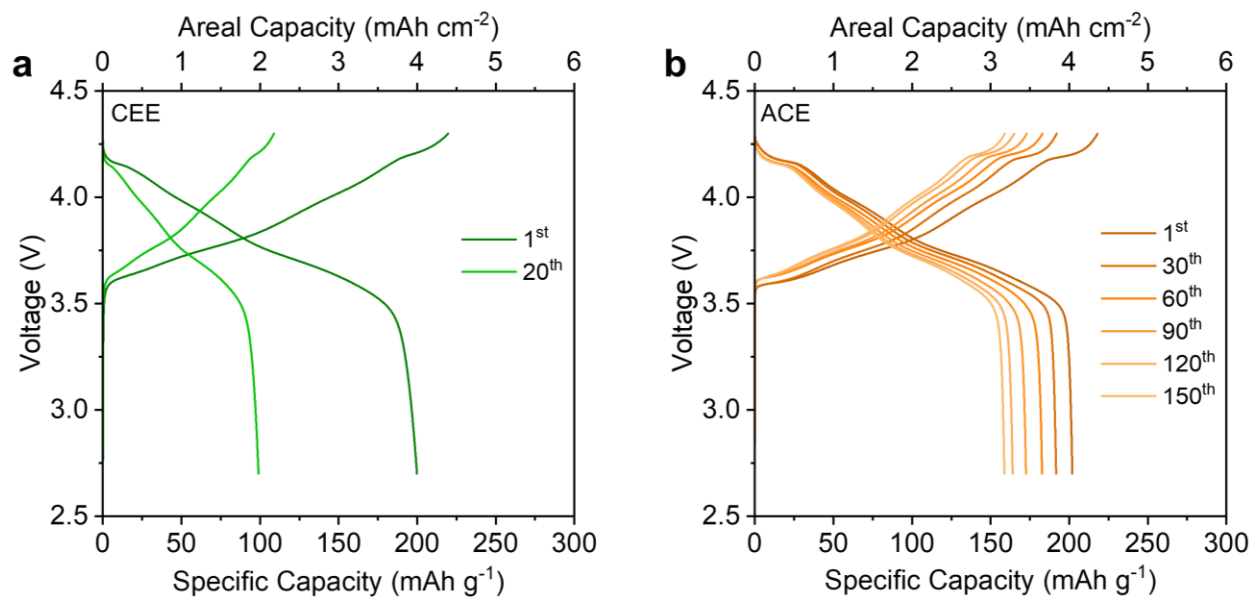 a
Areal Capacity (mAh cm⁻²)
0 1 2 3 4 5 6
4.5
4.0
3.5
3.0
2.5
Voltage (V)
CEE
1ˢᵗ
20ᵗʰ
0 50 100 150 200 250 300
Specific Capacity (mAh g⁻¹)
b
Areal Capacity (mAh cm⁻²)
0 1 2 3 4 5 6
4.5
4.0
3.5
3.0
2.5
Voltage (V)
ACE
1ˢᵗ
30ᵗʰ
60ᵗʰ
90ᵗʰ
120ᵗʰ
150ᵗʰ
0 50 100 150 200 250 300
Specific Capacity (mAh g⁻¹)